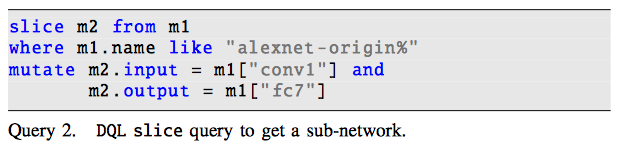 slice m2 from m1
where m1.name like "alexnet-origin%"
mutate m2.input = m1["conv1"] and
m2.output = m1["fc7"]
Query 2. DQL slice query to get a sub-network.